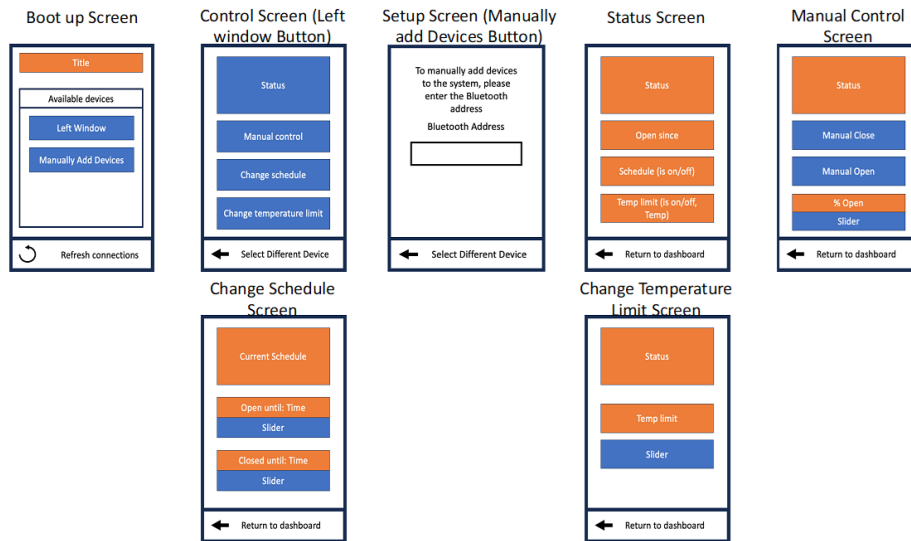 Boot up Screen
Title
Available devices
Left Window
Manually Add Devices
Refresh connections
Control Screen (Left
window Button)
Status
Manual control
Change schedule
Change temperature limit
Select Different Device
Setup Screen (Manually
add Devices Button)
To manually add devices
to the system, please
enter the Bluetooth
address
Bluetooth Address
Select Different Device
Status Screen
Status
Open since
Schedule (is on/off)
Temp limit (is on/off,
Temp)
Return to dashboard
Manual Control
Screen
Status
Manual Close
Manual Open
% Open
Slider
Return to dashboard
Change Schedule
Screen
Current Schedule
Open until: Time
Slider
Closed until: Time
Slider
Return to dashboard
Change Temperature
Limit Screen
Status
Temp limit
Slider
Return to dashboard